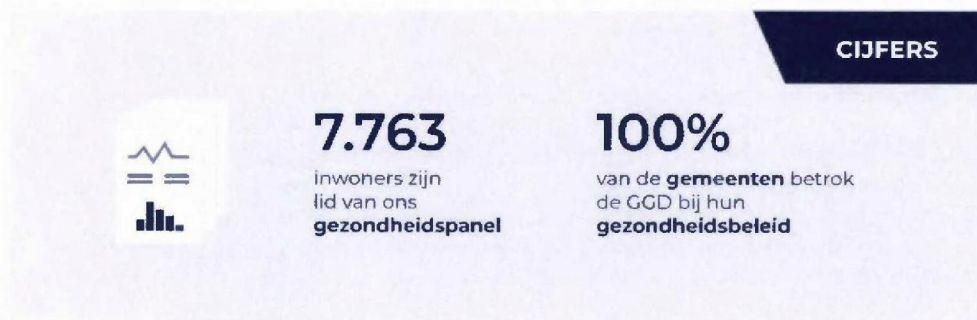 CIJFERS
7.763
inwoners zijn
lid van ons
gezondheidspanel
100%
van de gemeenten betrok
de GGD bij hun
gezondheidsbeleid